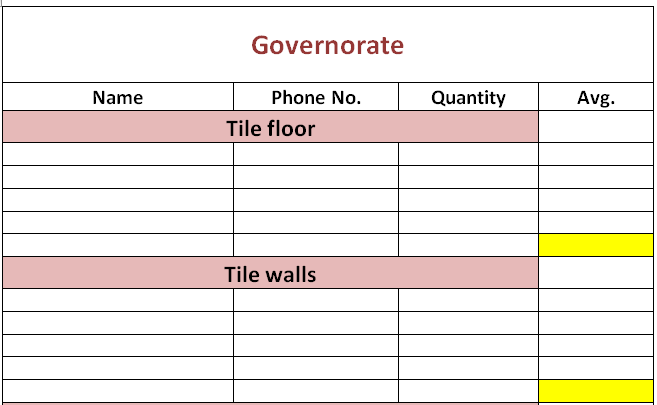 Governorate
Name Phone No. Quantity Avg.
Tile floor
Tile walls